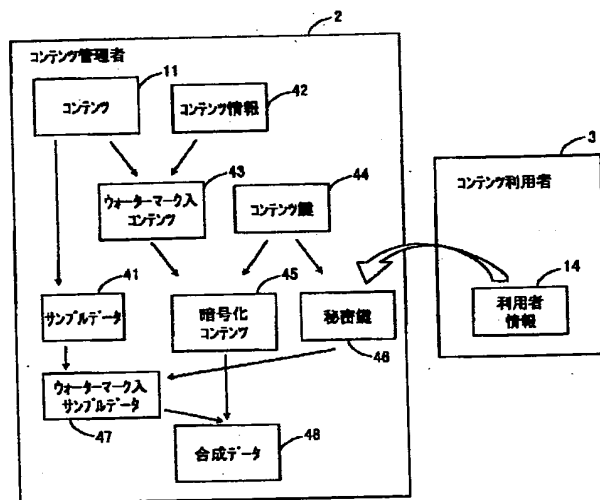 2
コンテンツ管理者
11
42
コンテンツ
コンテンツ情報
3
コンテンツ利用者
43
44
ウォーターマーク入
コンテンツ
コンテンツ鍵
14
利用者
情報
41
45
サンプルデータ
暗号化
コンテンツ
秘密鍵
46
ウォーターマーク入
サンプルデータ
47
合成データ
48